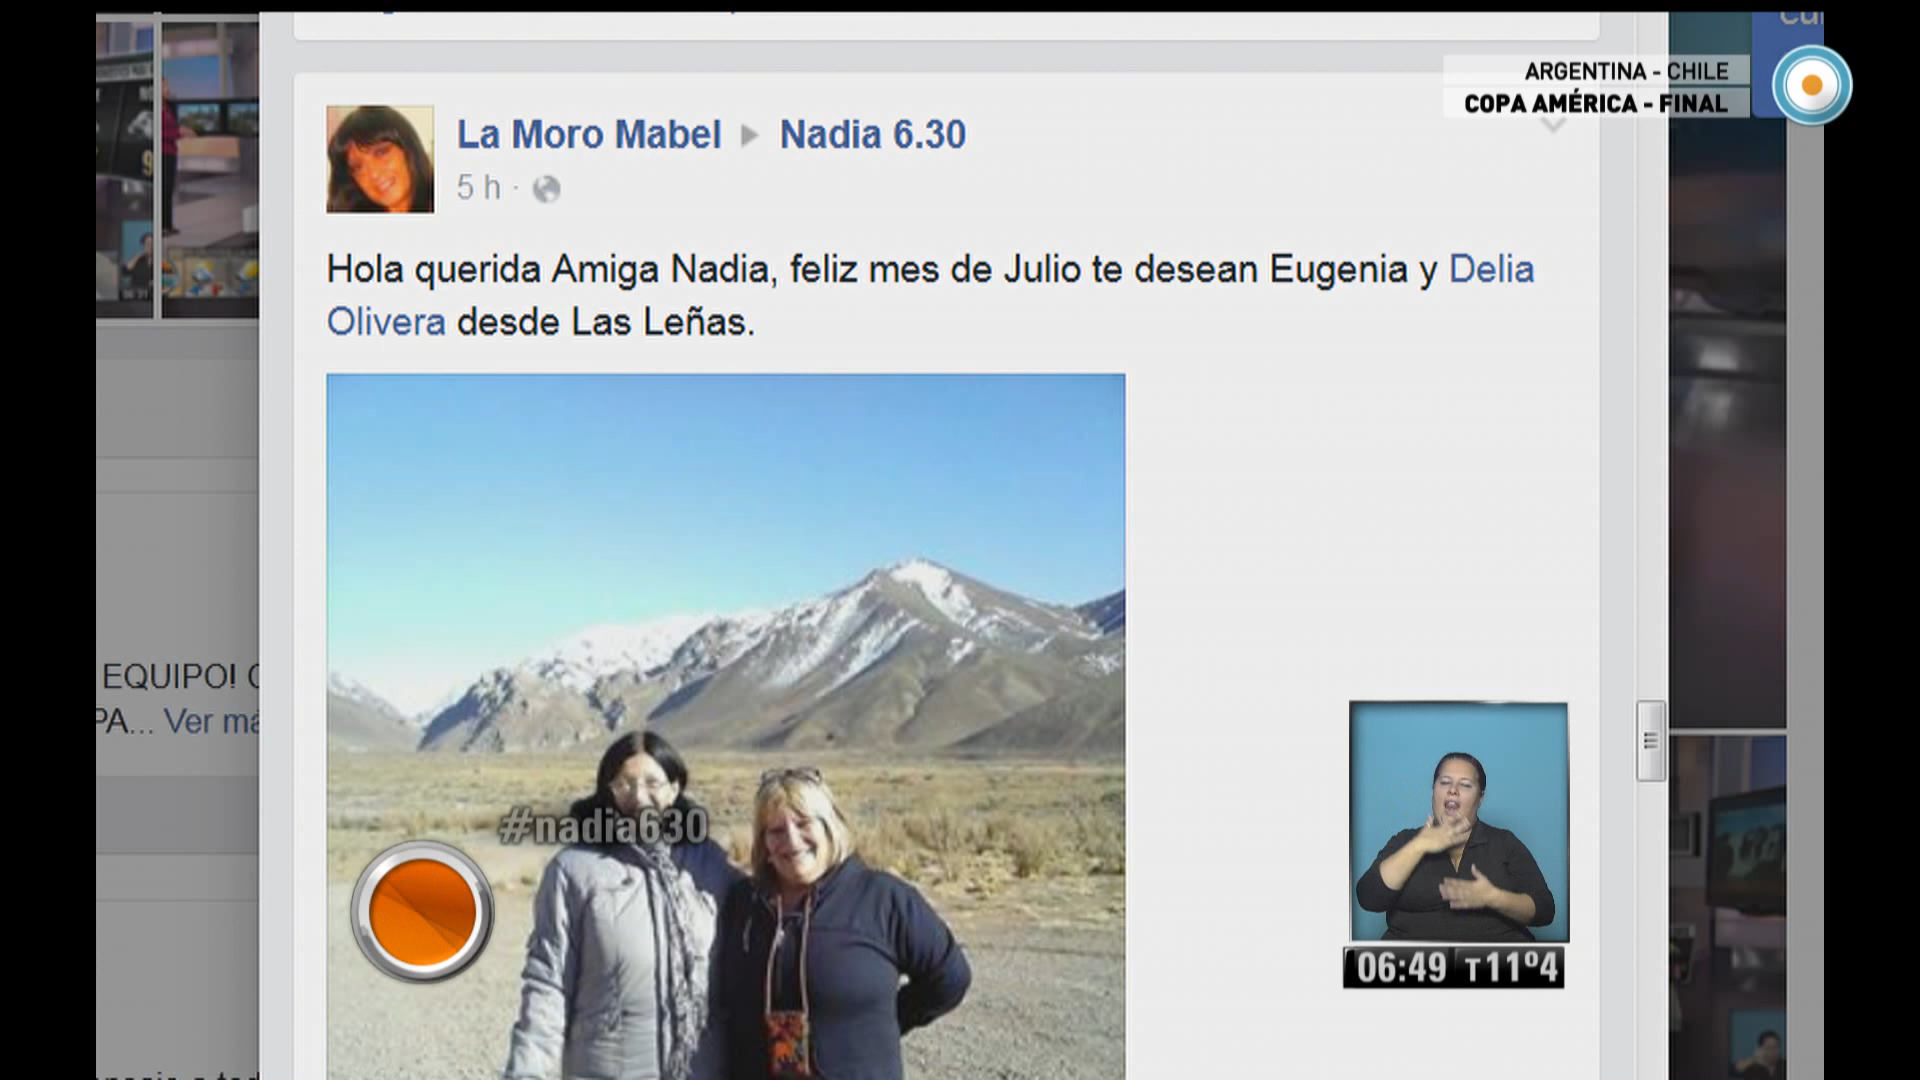 ARGENTINA - CHILE
COPA AMÉRICA - FINAL
La Moro Mabel ▸ Nadia 6.30
5 h ·
Hola querida Amiga Nadia, feliz mes de Julio te desean Eugenia y Delia
Olivera desde Las Leñas.
EQUIPO!
PA... Ver má
#nadia630
06:49 T11º4